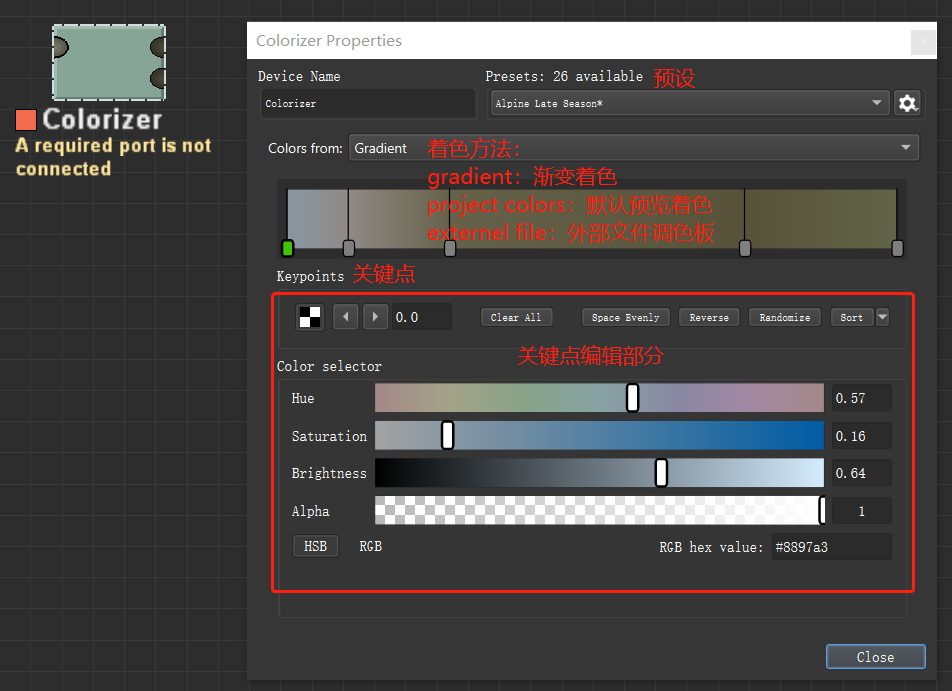 Colorizer Properties
Device Name
Presets: 26 available 预设
Colorizer
Alpine Late Season*
Colorizer
A required port is not
connected
Colors from: Gradient 着色方法:
gradient: 渐变着色
project colors: 默认预览着色
externel file: 外部文件调色板
Keypoints 关键点
0.0
Clear All
Space Evenly
Reverse
Randomize
Sort
关键点编辑部分
Color selector
Hue
0.57
Saturation
0.16
Brightness
0.64
Alpha
1
HSB
RGB
RGB hex value: #8897a3
Close